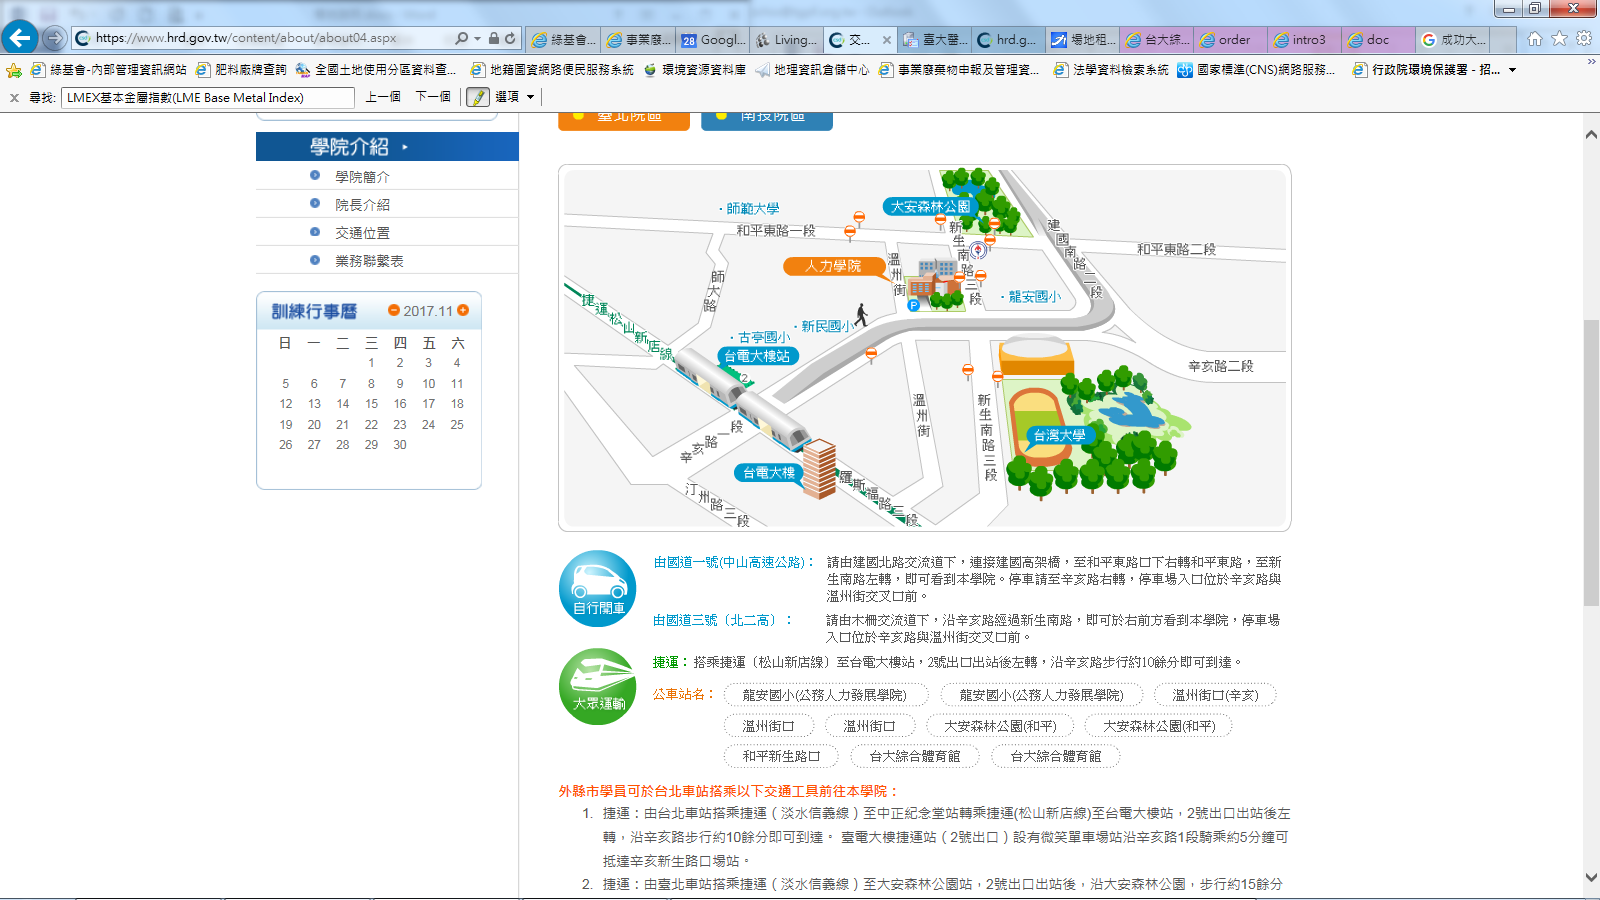 https://www.hrd.gov.tw/content/about/about04.aspx
綠基會...
事業廢...
28 Googl...
Living...
交...
臺大醫...
hrd.g...
場地租...
台大綜...
order
intro3
doc
成功大...
綠基會-內部管理資訊網站
肥料廠牌查詢
全國土地使用分區資料查...
地籍圖資網路便民服務系統
環境資源資料庫
地理資訊倉儲中心
事業廢棄物申報及管理資...
法學資料檢索系統
國家標準(CNS)網路服務...
行政院環境保護署 - 招...
尋找: LMEX基本金屬指數(LME Base Metal Index) 上一個 下一個 選項
臺北院區 南投院區
學院介紹
學院簡介
院長介紹
交通位置
業務聯繫表
訓練行事曆 2017.11
日 一 二 三 四 五 六
1 2 3 4
5 6 7 8 9 10 11
12 13 14 15 16 17 18
19 20 21 22 23 24 25
26 27 28 29 30
師範大學
大安森林公園
和平東路一段
新生南路三段
建國南路二段
和平東路二段
人力學院
溫州街
師大路
P
龍安國小
捷運松山新店線
新民國小
古亭國小
台電大樓站
2
辛亥路二段
溫州街
新生南路三段
辛亥路一段
台灣大學
台電大樓
羅斯福路三段
汀州路三段
自行開車
由國道一號(中山高速公路)： 請由建國北路交流道下，連接建國高架橋，至和平東路口下右轉和平東路，至新
生南路左轉，即可看到本學院。停車請至辛亥路右轉，停車場入口位於辛亥路與
溫州街交叉口前。
由國道三號〔北二高〕： 請由木柵交流道下，沿辛亥路經過新生南路，即可於右前方看到本學院，停車場
入口位於辛亥路與溫州街交叉口前。
大眾運輸
捷運：搭乘捷運〔松山新店線〕至台電大樓站，2號出口出站後左轉，沿辛亥路步行約10餘分即可到達。
公車站名： 龍安國小(公務人力發展學院) 龍安國小(公務人力發展學院) 溫州街口(辛亥)
溫州街口 溫州街口 大安森林公園(和平) 大安森林公園(和平)
和平新生路口 台大綜合體育館 台大綜合體育館
外縣市學員可於台北車站搭乘以下交通工具前往本學院：
1. 捷運：由台北車站搭乘捷運（淡水信義線）至中正紀念堂站轉乘捷運(松山新店線)至台電大樓站，2號出口出站後左
轉，沿辛亥路步行約10餘分即可到達。 臺電大樓捷運站（2號出口）設有微笑單車場站沿辛亥路1段騎乘約5分鐘可
抵達辛亥新生路口場站。
2. 捷運：由臺北車站搭乘捷運（淡水信義線）至大安森林公園站，2號出口出站後，沿大安森林公園，步行約15餘分